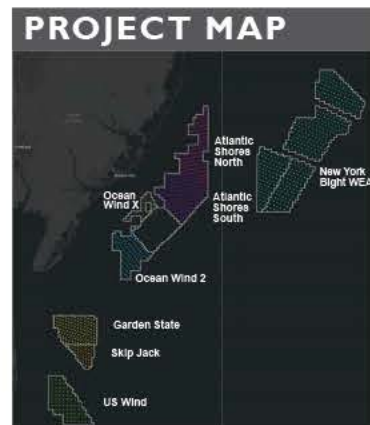 PROJECT MAP
Atlantic
Shores
North
New York
Bight WEA
Ocean
Wind X
Atlantic
Shores
South
Ocean Wind 2
Garden State
Skip Jack
US Wind